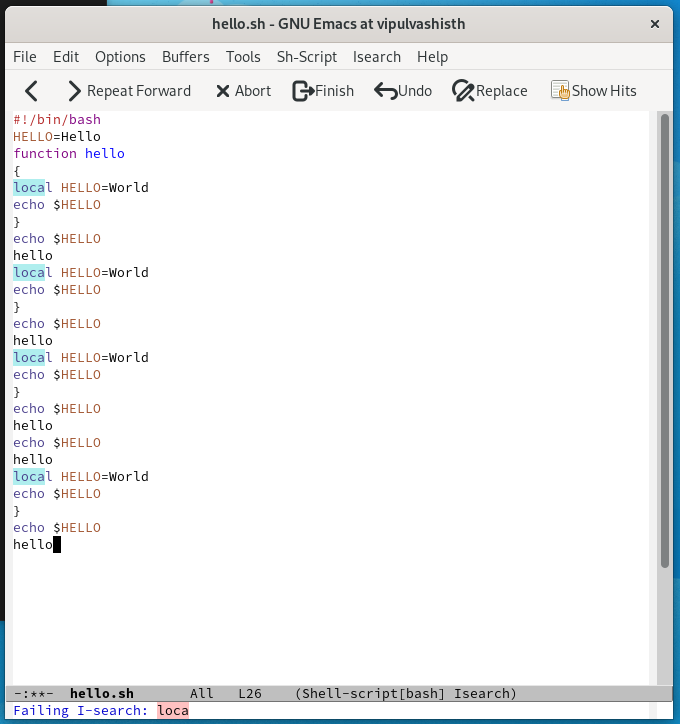 hello.sh - GNU Emacs at vipulvashisth
File Edit Options Buffers Tools Sh-Script Isearch Help
Repeat Forward Abort Finish Undo Replace Show Hits
#!/bin/bash
HELLO=Hello
function hello
{
local HELLO=World
echo $HELLO
}
echo $HELLO
hello
local HELLO=World
echo $HELLO
}
echo $HELLO
hello
local HELLO=World
echo $HELLO
}
echo $HELLO
hello
echo $HELLO
hello
local HELLO=World
echo $HELLO
}
echo $HELLO
hello
-:**- hello.sh All L26 (Shell-script[bash] Isearch)
Failing I-search: loca